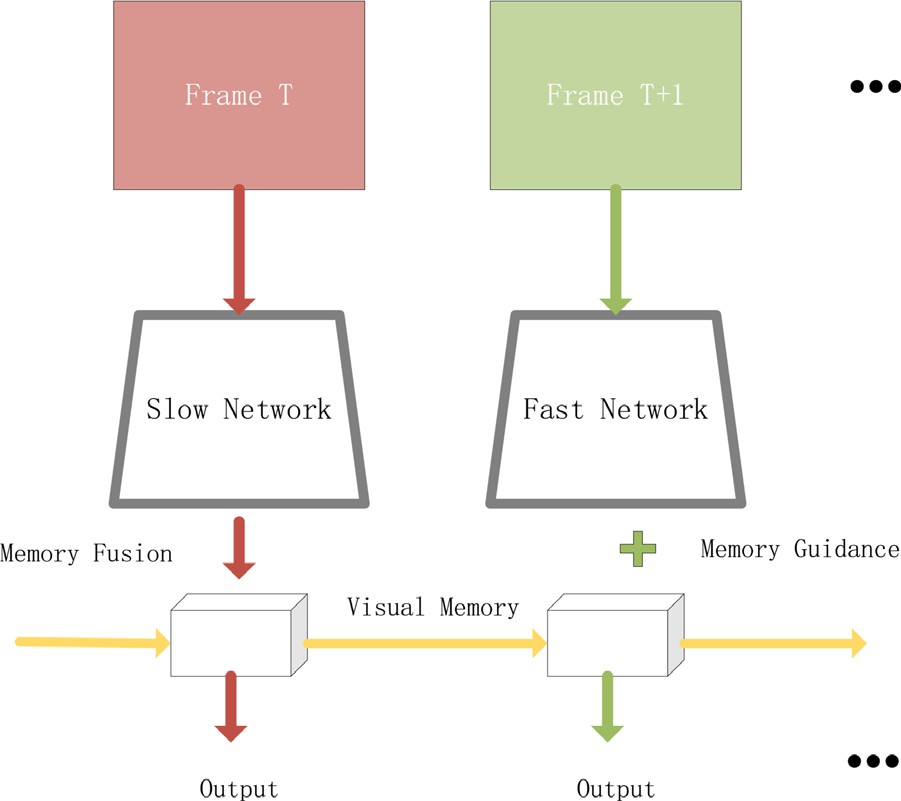 Frame T
Frame T+1
Slow Network
Fast Network
Memory Fusion
Memory Guidance
Visual Memory
Output
Output